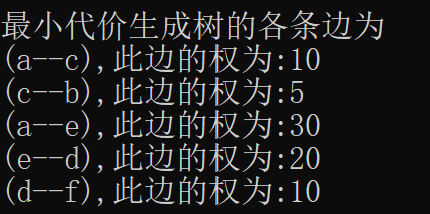 最小代价生成树的各条边为
(a--c),此边的权为:10
(c--b),此边的权为:5
(a--e),此边的权为:30
(e--d),此边的权为:20
(d--f),此边的权为:10